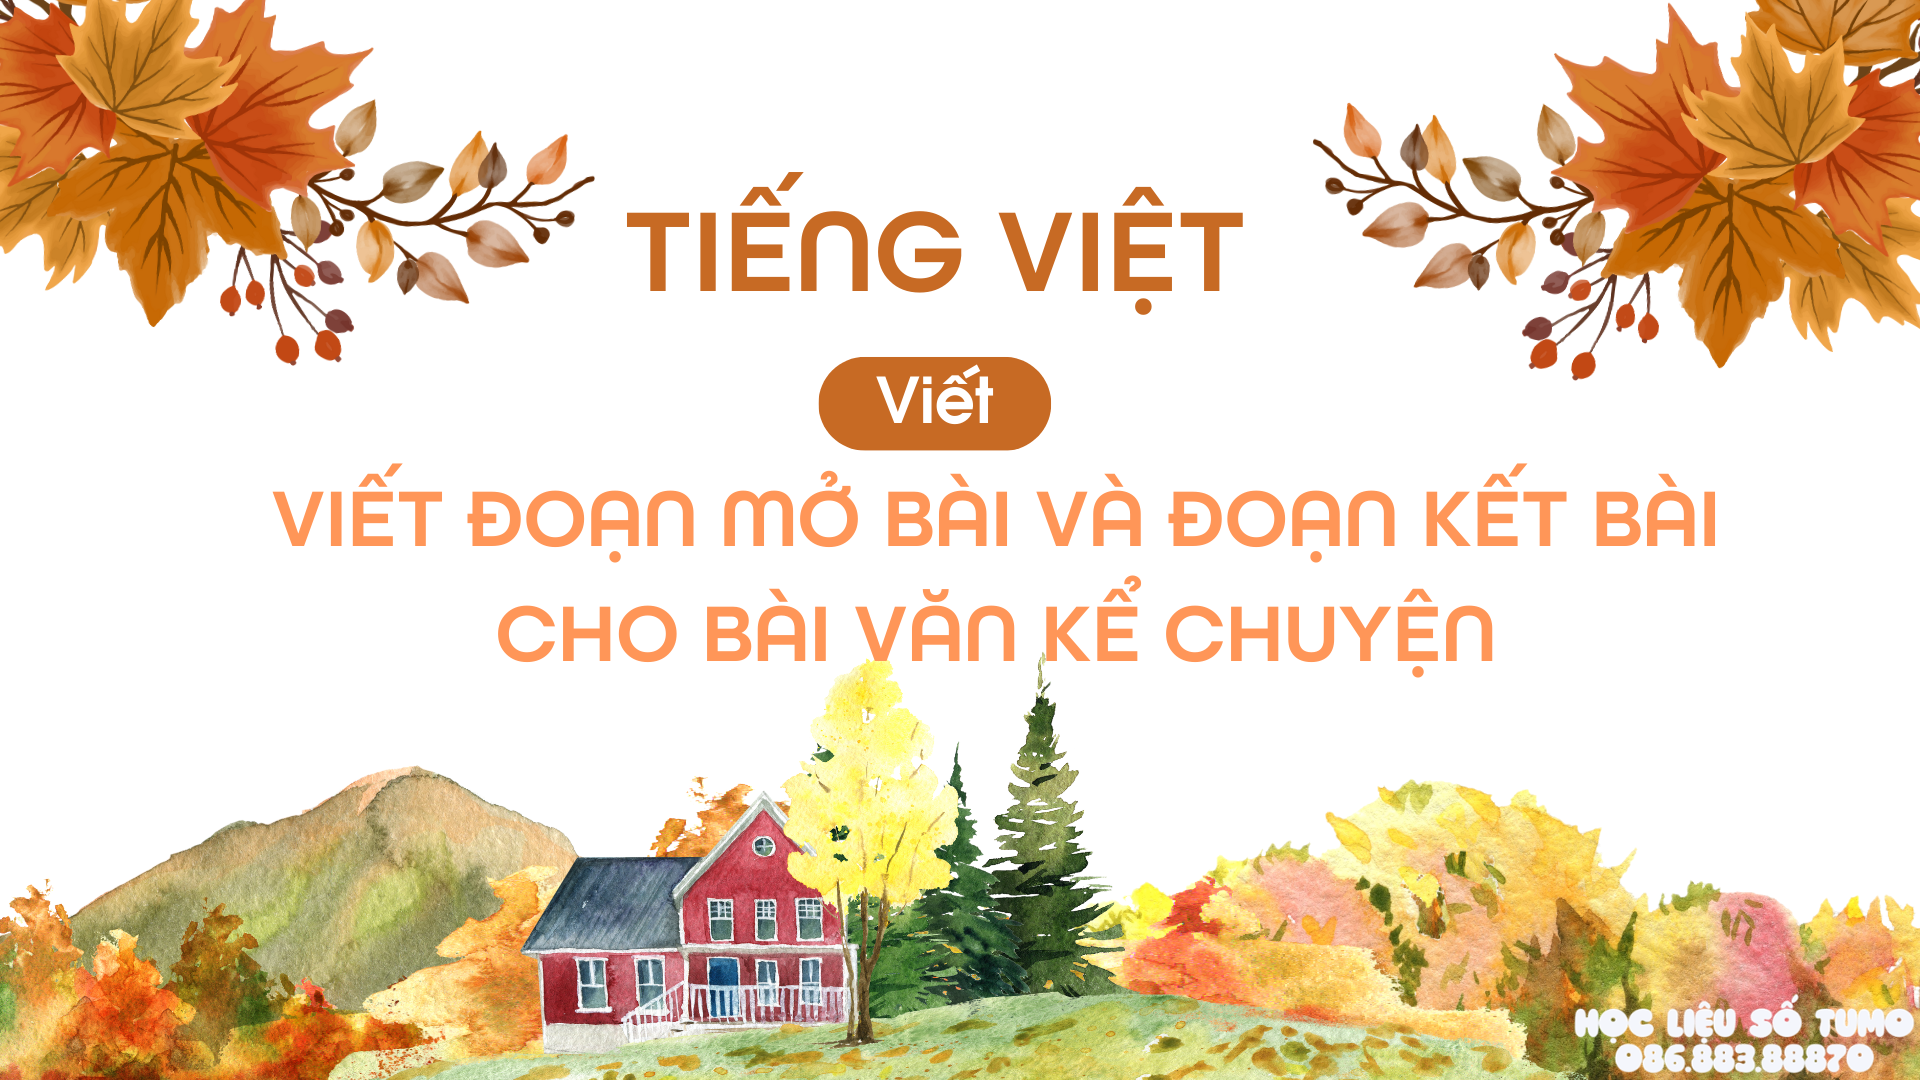 TIẾNG VIỆT
Viết
VIẾT ĐOẠN MỞ BÀI VÀ ĐOẠN KẾT BÀI
CHO BÀI VĂN KỂ CHUYỆN
HỌC LIỆU SỐ TUMO
086.883.88870